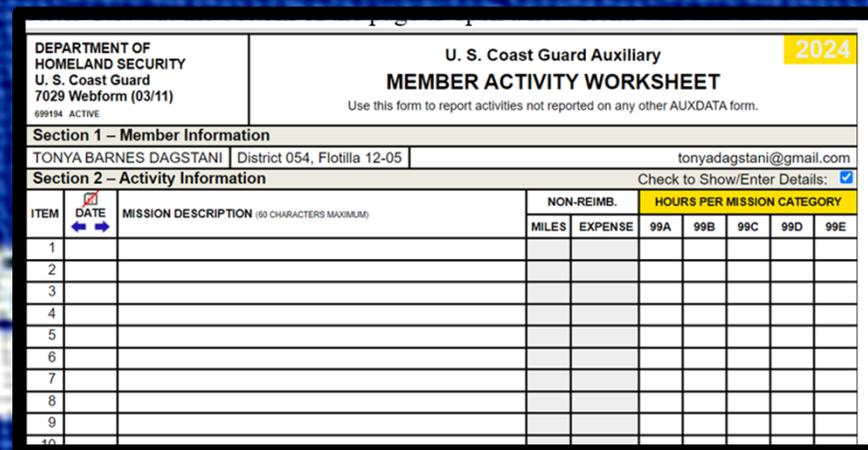 DEPARTMENT OF
HOMELAND SECURITY
U. S. Coast Guard
7029 Webform (03/11)
699194 ACTIVE
U. S. Coast Guard Auxiliary
MEMBER ACTIVITY WORKSHEET
Use this form to report activities not reported on any other AUXDATA form.
2024
Section 1 – Member Information
TONYA BARNES DAGSTANI District 054, Flotilla 12-05 tonyadagstani@gmail.com
Section 2 – Activity Information Check to Show/Enter Details:
ITEM DATE MISSION DESCRIPTION (60 CHARACTERS MAXIMUM) NON-REIMB. HOURS PER MISSION CATEGORY
MILES EXPENSE 99A 99B 99C 99D 99E
1
2
3
4
5
6
7
8
9
10